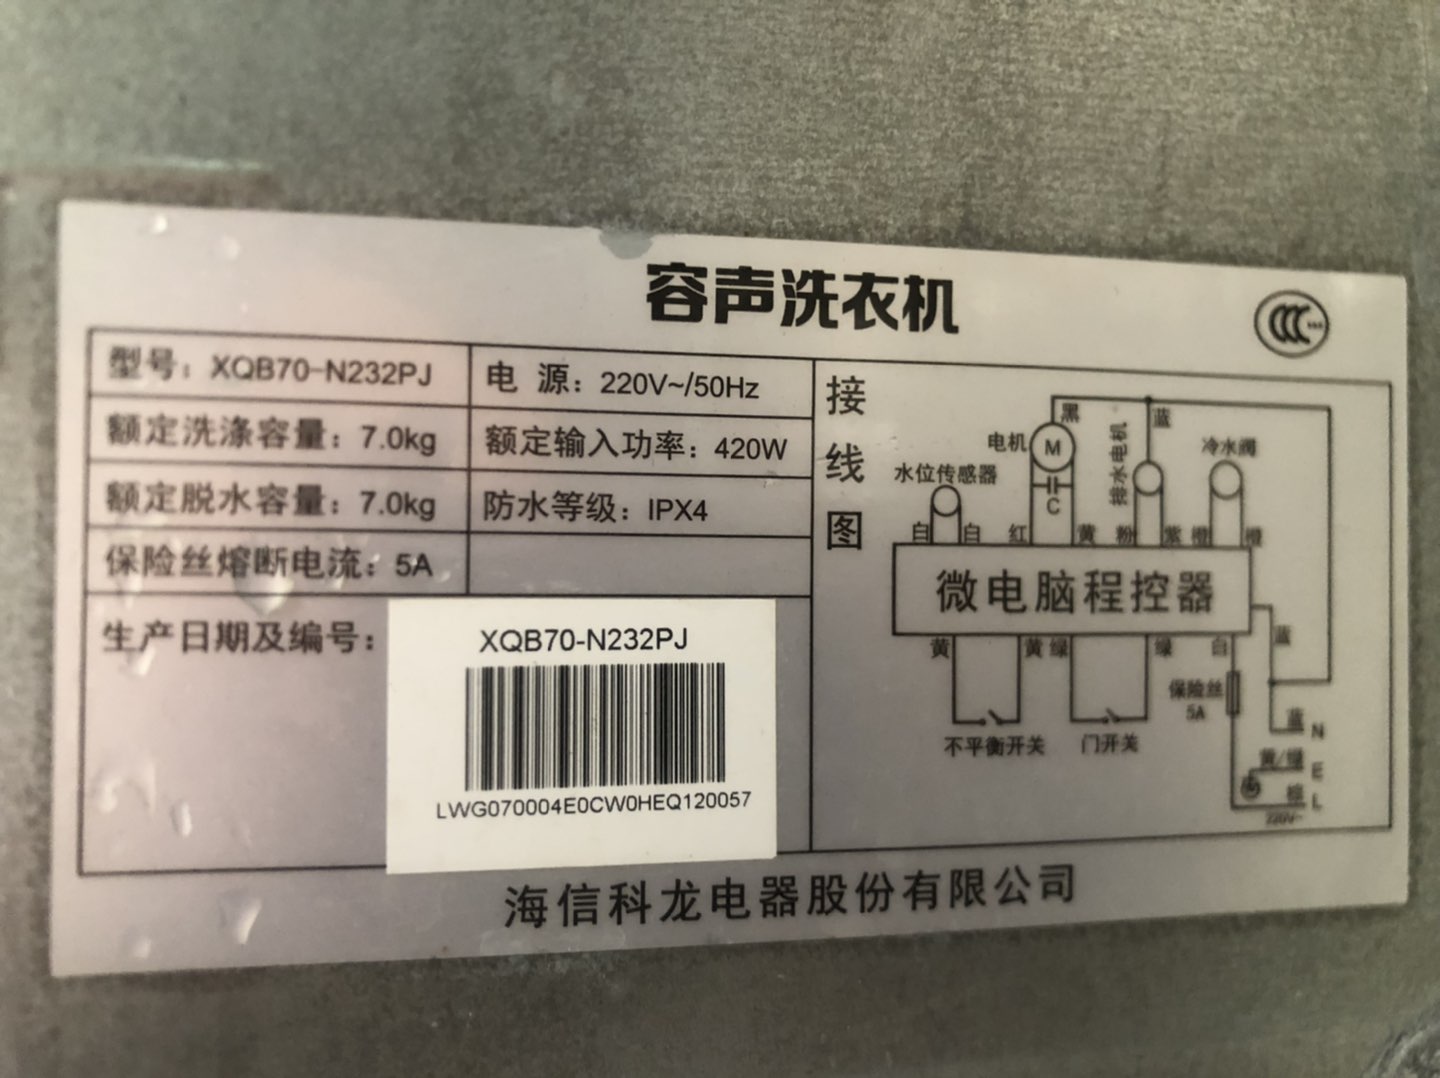 容声洗衣机
型号：XQB70-N232PJ
电 源：220V~/50Hz
额定洗涤容量：7.0kg
额定输入功率：420W
额定脱水容量：7.0kg
防水等级：IPX4
保险丝熔断电流：5A
生产日期及编号：
XQB70-N232PJ
LWG070004E0CW0HEQ120057
接线图
黑
蓝
电机
M
C
排水电机
冷水阀
水位传感器
白 白 红 黄 粉 紫 橙 橙
微电脑程控器
黄 黄 绿 绿 白 蓝
保险丝
5A
不平衡开关 门开关
蓝 N
黄/绿 E
棕 L
220V~
海信科龙电器股份有限公司